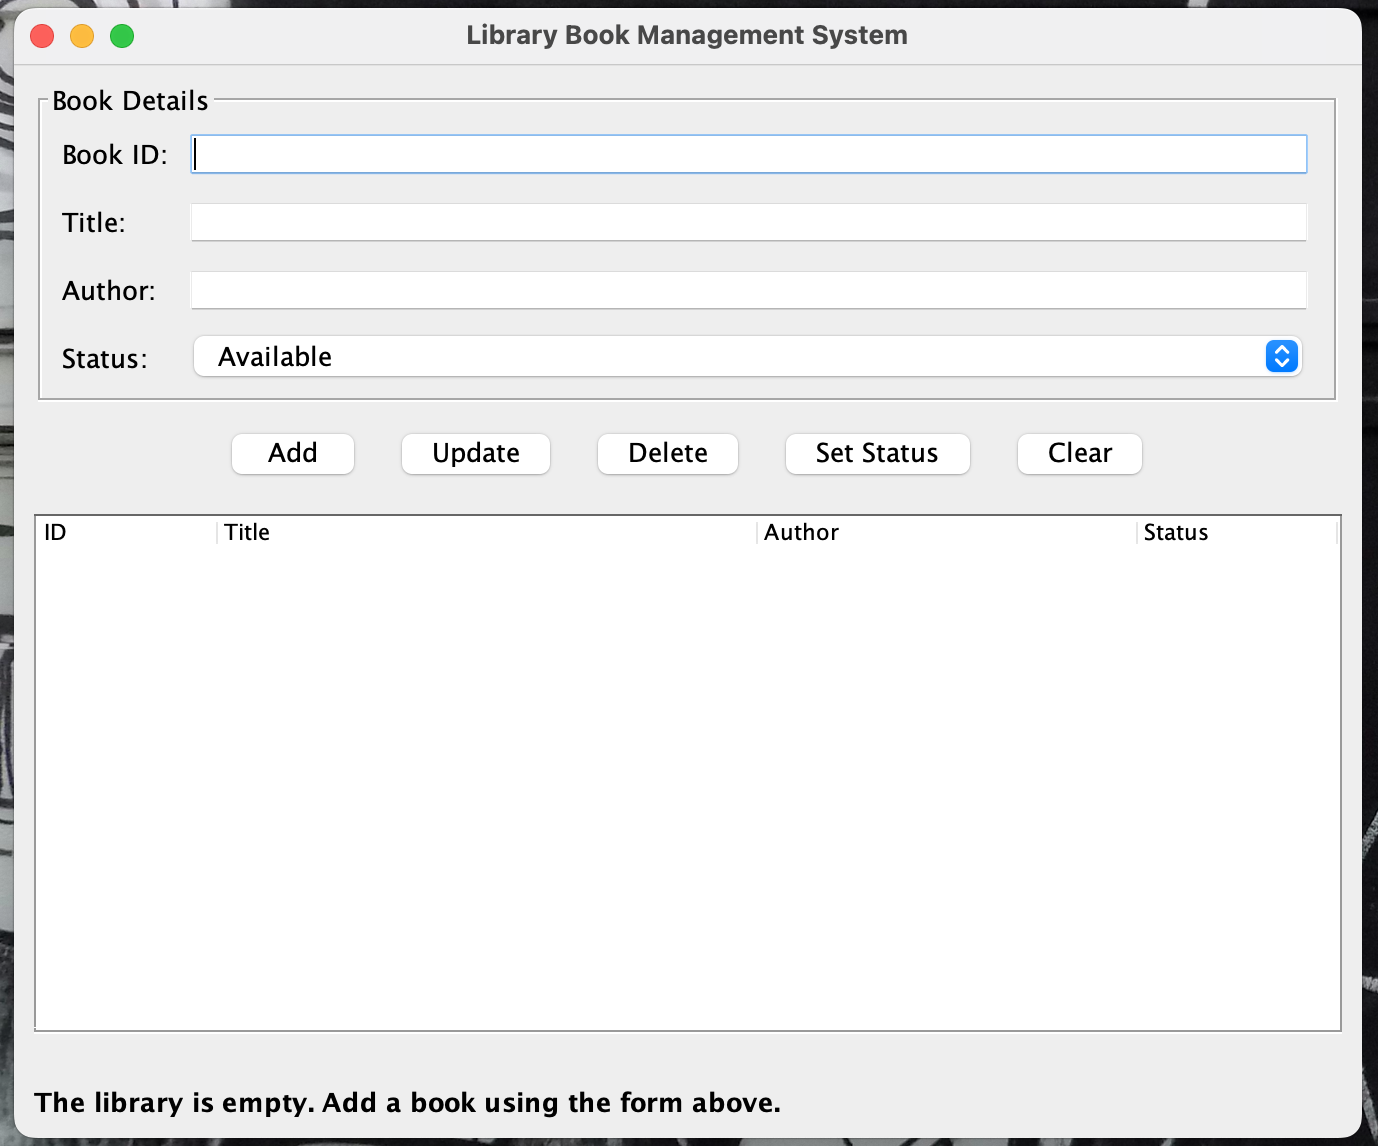 Library Book Management System
Book Details
Book ID:
Title:
Author:
Status: Available
Add Update Delete Set Status Clear
ID Title Author Status
The library is empty. Add a book using the form above.